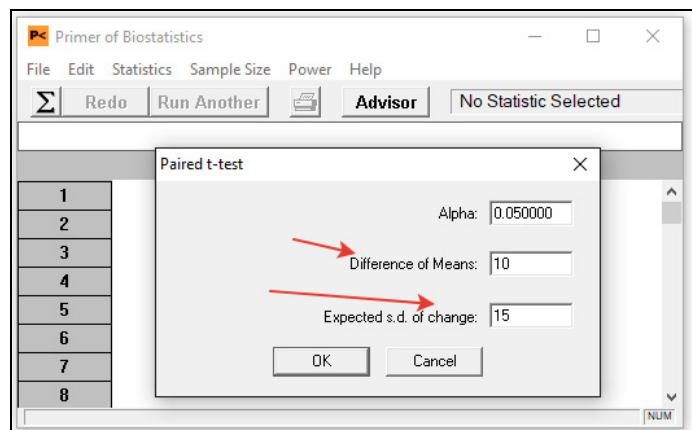 P< Primer of Biostatistics
File Edit Statistics Sample Size Power Help
Σ Redo Run Another Advisor No Statistic Selected
Paired t-test
Alpha: 0.050000
Difference of Means: 10
Expected s.d. of change: 15
OK Cancel
1
2
3
4
5
6
7
8
NUM